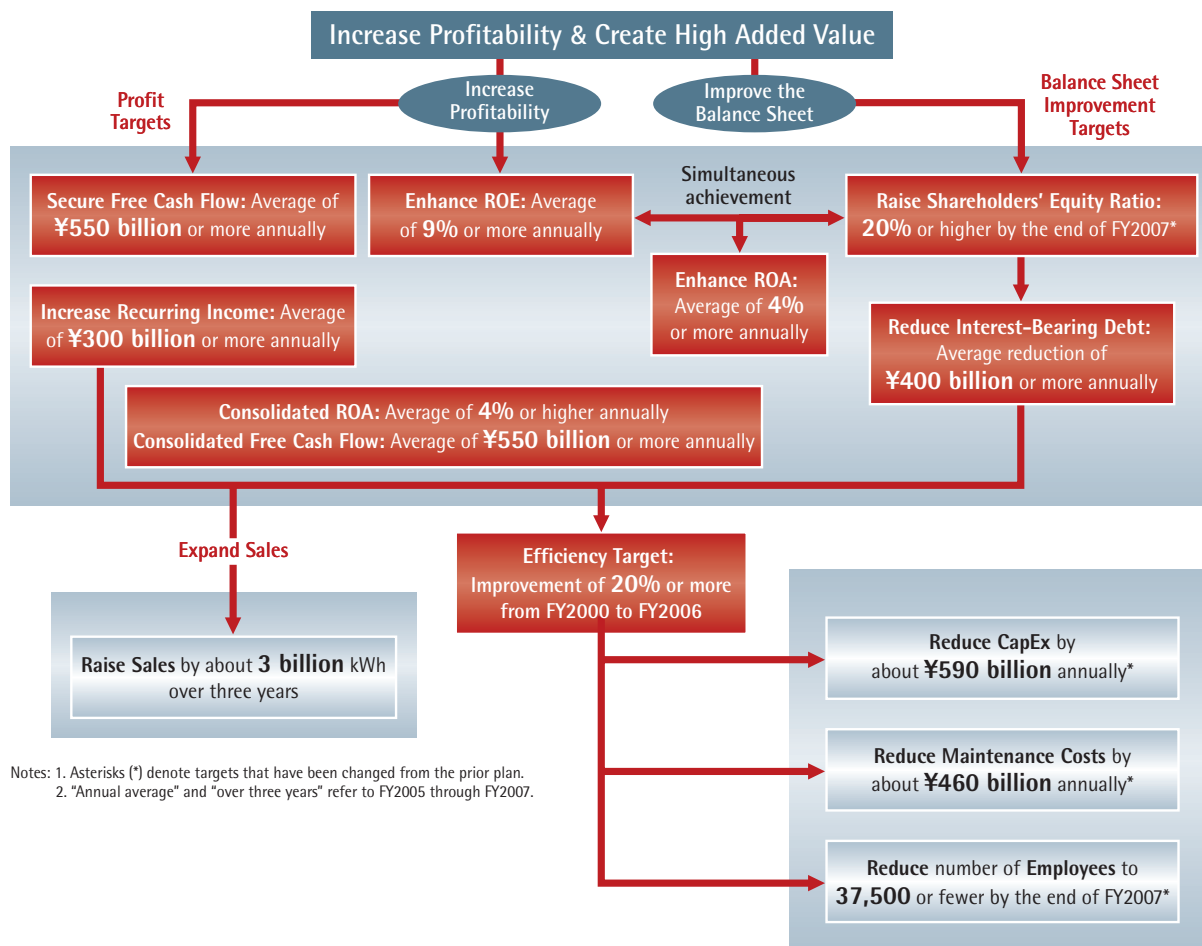 Increase Profitability & Create High Added Value
Increase
Profitability
Improve the
Balance Sheet
Profit
Targets
Balance Sheet
Improvement
Targets
Secure Free Cash Flow: Average of
¥550 billion or more annually
Enhance ROE: Average
of 9% or more annually
Simultaneous
achievement
Raise Shareholders' Equity Ratio:
20% or higher by the end of FY2007*
Enhance ROA:
Average of 4%
or more annually
Increase Recurring Income: Average
of ¥300 billion or more annually
Reduce Interest-Bearing Debt:
Average reduction of
¥400 billion or more annually
Consolidated ROA: Average of 4% or higher annually
Consolidated Free Cash Flow: Average of ¥550 billion or more annually
Expand Sales
Efficiency Target:
Improvement of 20% or more
from FY2000 to FY2006
Raise Sales by about 3 billion kWh
over three years
Reduce CapEx by
about ¥590 billion annually*
Reduce Maintenance Costs by
about ¥460 billion annually*
Reduce number of Employees to
37,500 or fewer by the end of FY2007*
Notes: 1. Asterisks (*) denote targets that have been changed from the prior plan.
2. "Annual average" and "over three years" refer to FY2005 through FY2007.